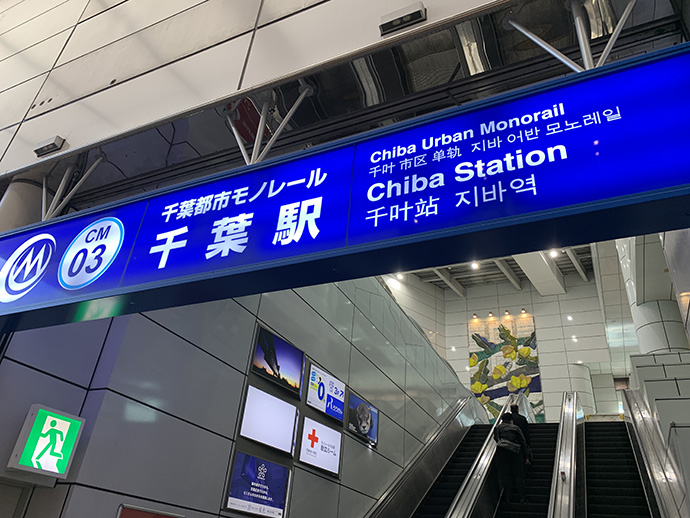 CM
03
千葉都市モノレール
千葉駅
Chiba Urban Monorail
千叶 市区 单轨 지바 어반 모노레일
Chiba Station
千叶站 지바역